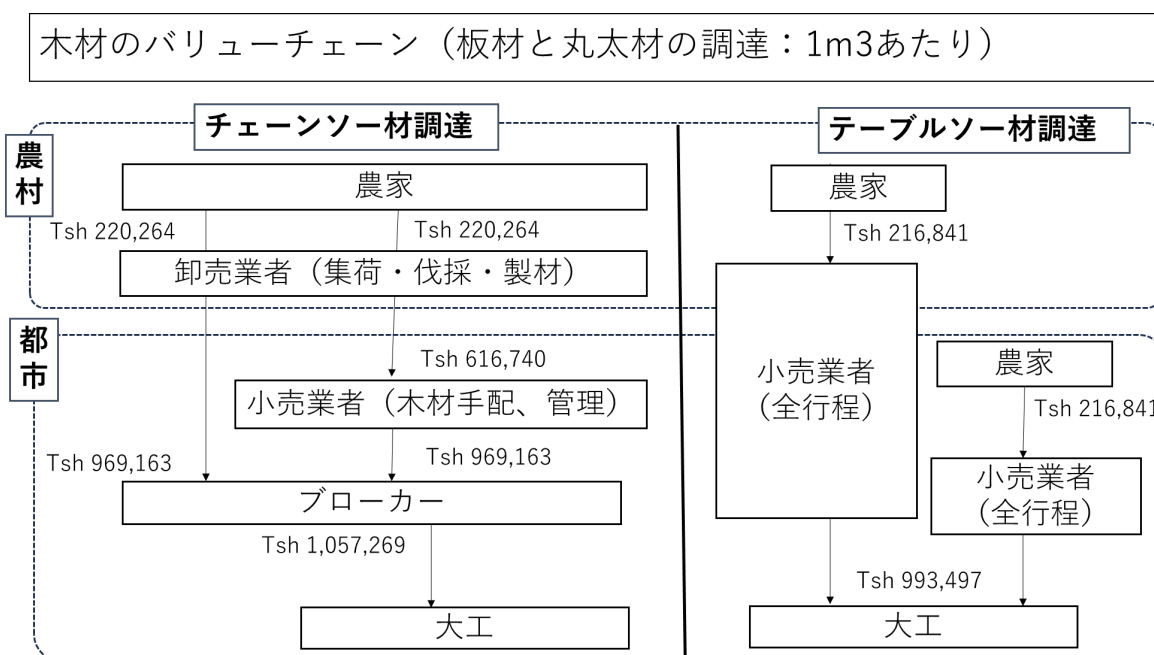 木材のバリューチェーン（板材と丸太材の調達：1m3あたり）
チェーンソー材調達
テーブルソー材調達
農村
農家
Tsh 220,264
Tsh 220,264
卸売業者（集荷・伐採・製材）
農家
Tsh 216,841
都市
Tsh 616,740
小売業者（木材手配、管理）
Tsh 969,163
Tsh 969,163
ブローカー
Tsh 1,057,269
大工
小売業者
(全行程)
農家
Tsh 216,841
小売業者
(全行程)
Tsh 993,497
大工